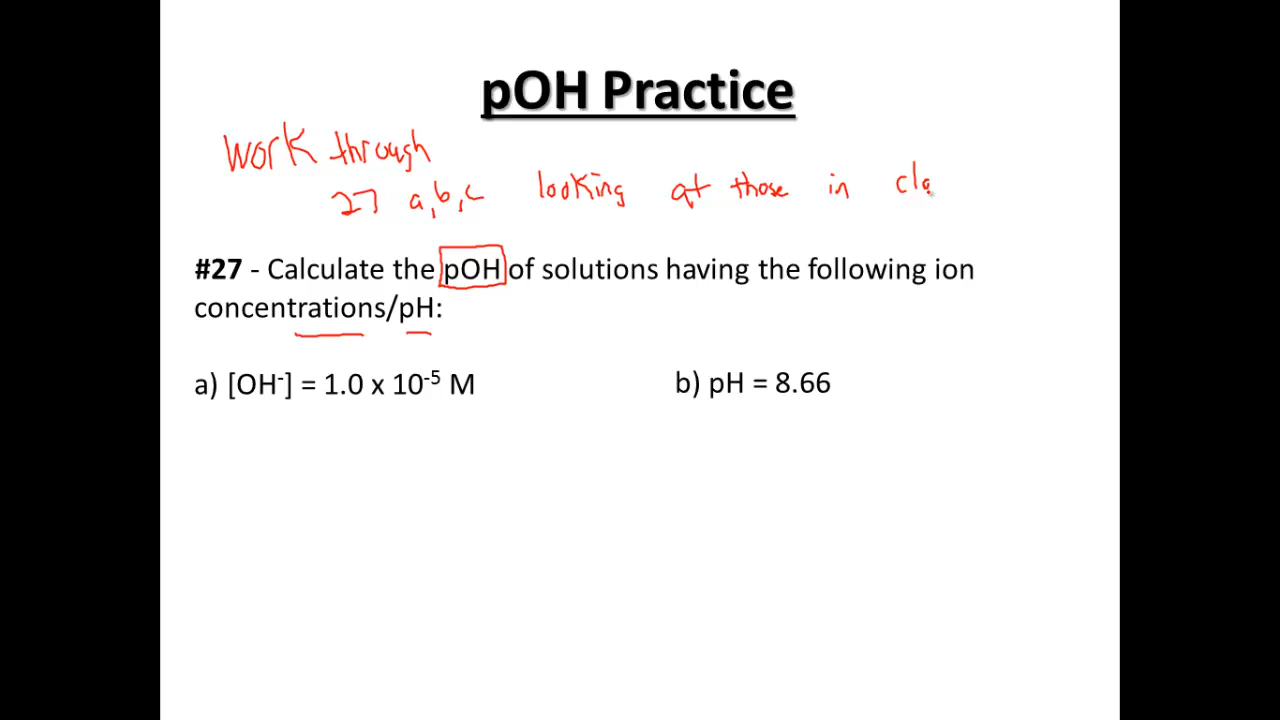 pOH Practice
work through
27 a,b,c looking at those in cla
#27 - Calculate the pOH of solutions having the following ion
concentrations/pH:
a) [OH⁻] = 1.0 x 10⁻⁵ M
b) pH = 8.66